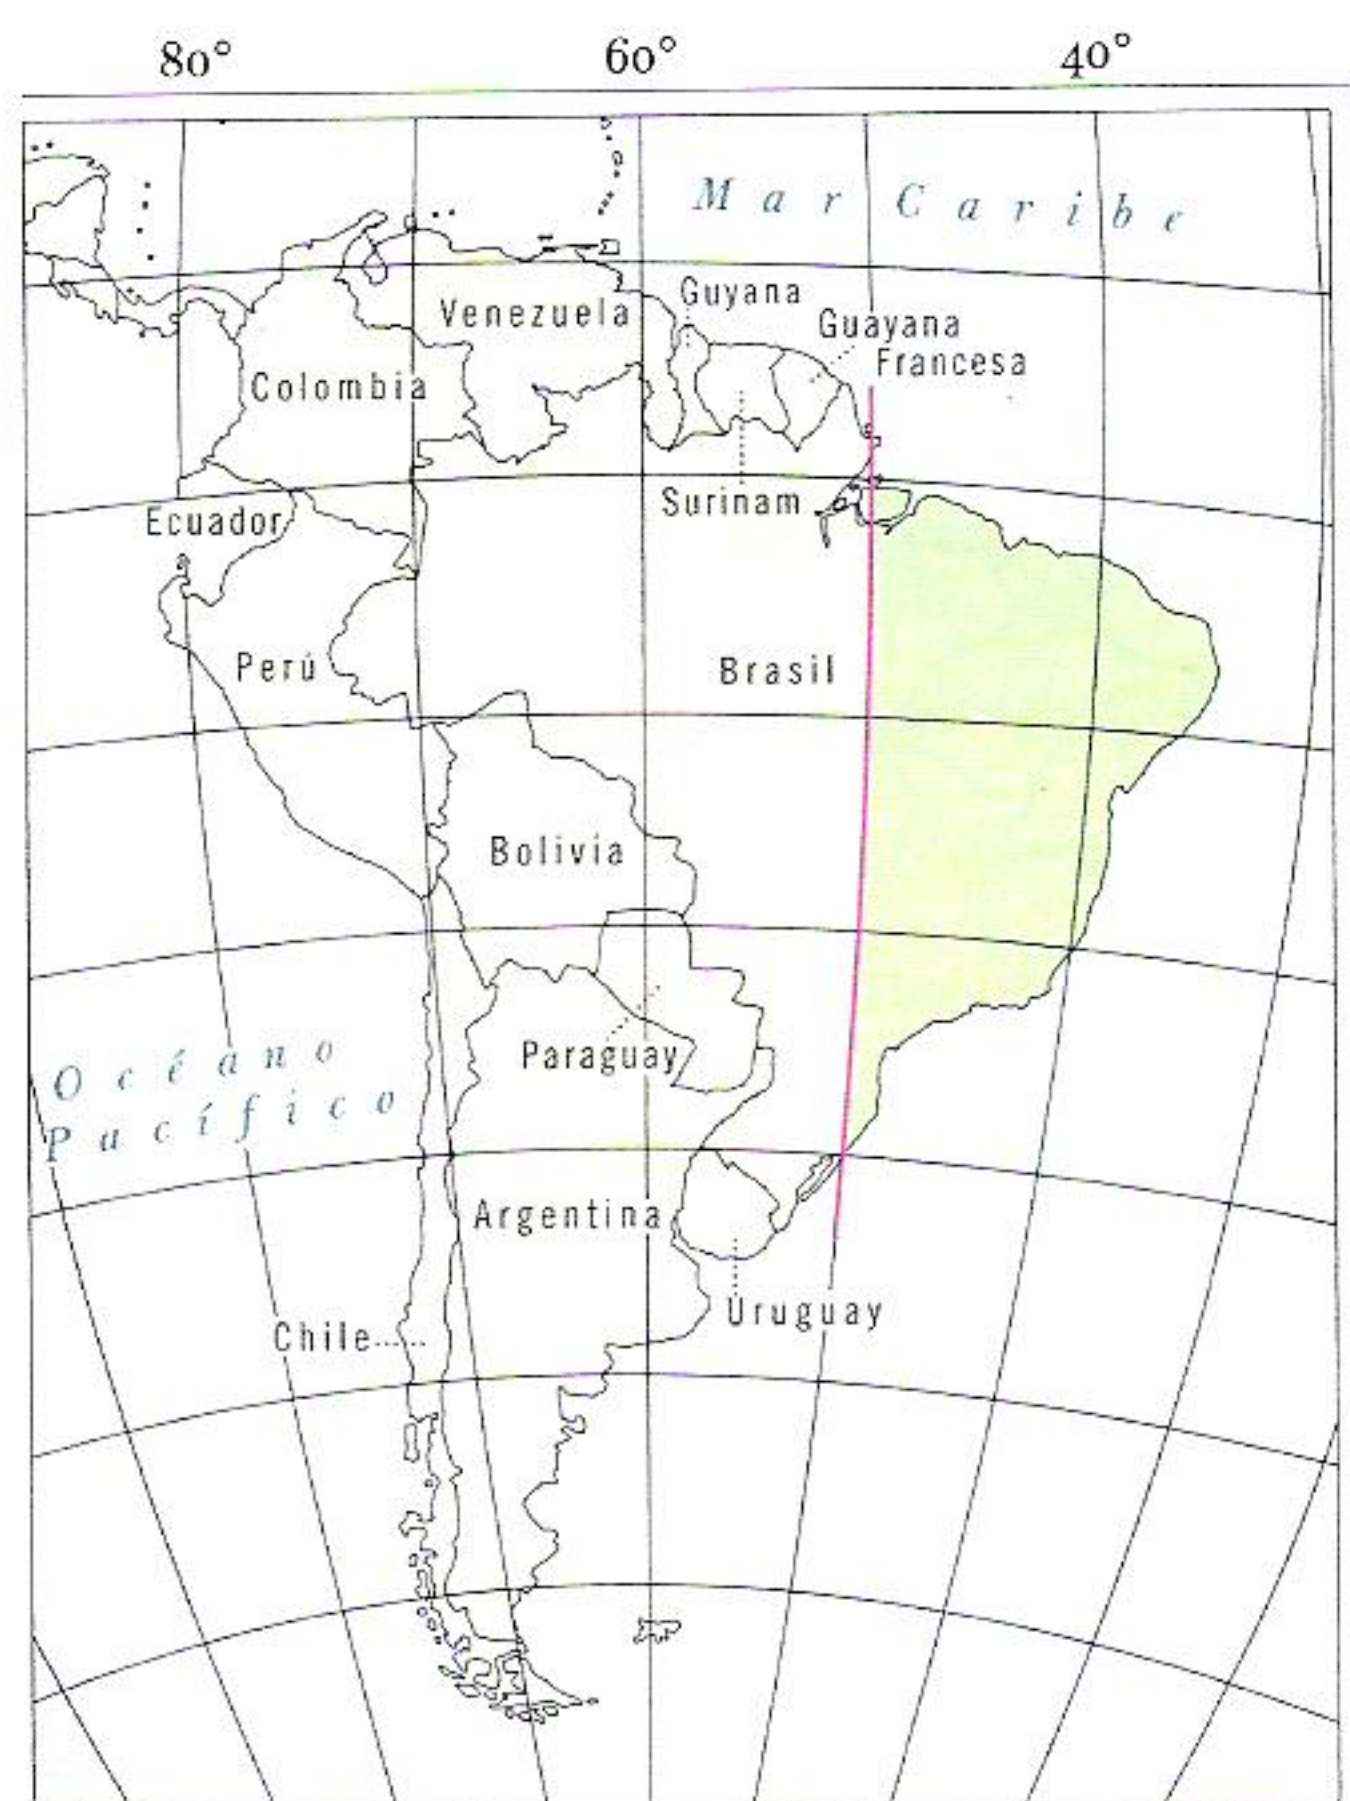 80° 60° 40°
Mar Caribe
Guyana
Venezuela
Guayana
Francesa
Colombia
Surinam
Ecuador
Perú
Brasil
Bolivia
Océano
Pacífico
Paraguay
Argentina
Uruguay
Chile